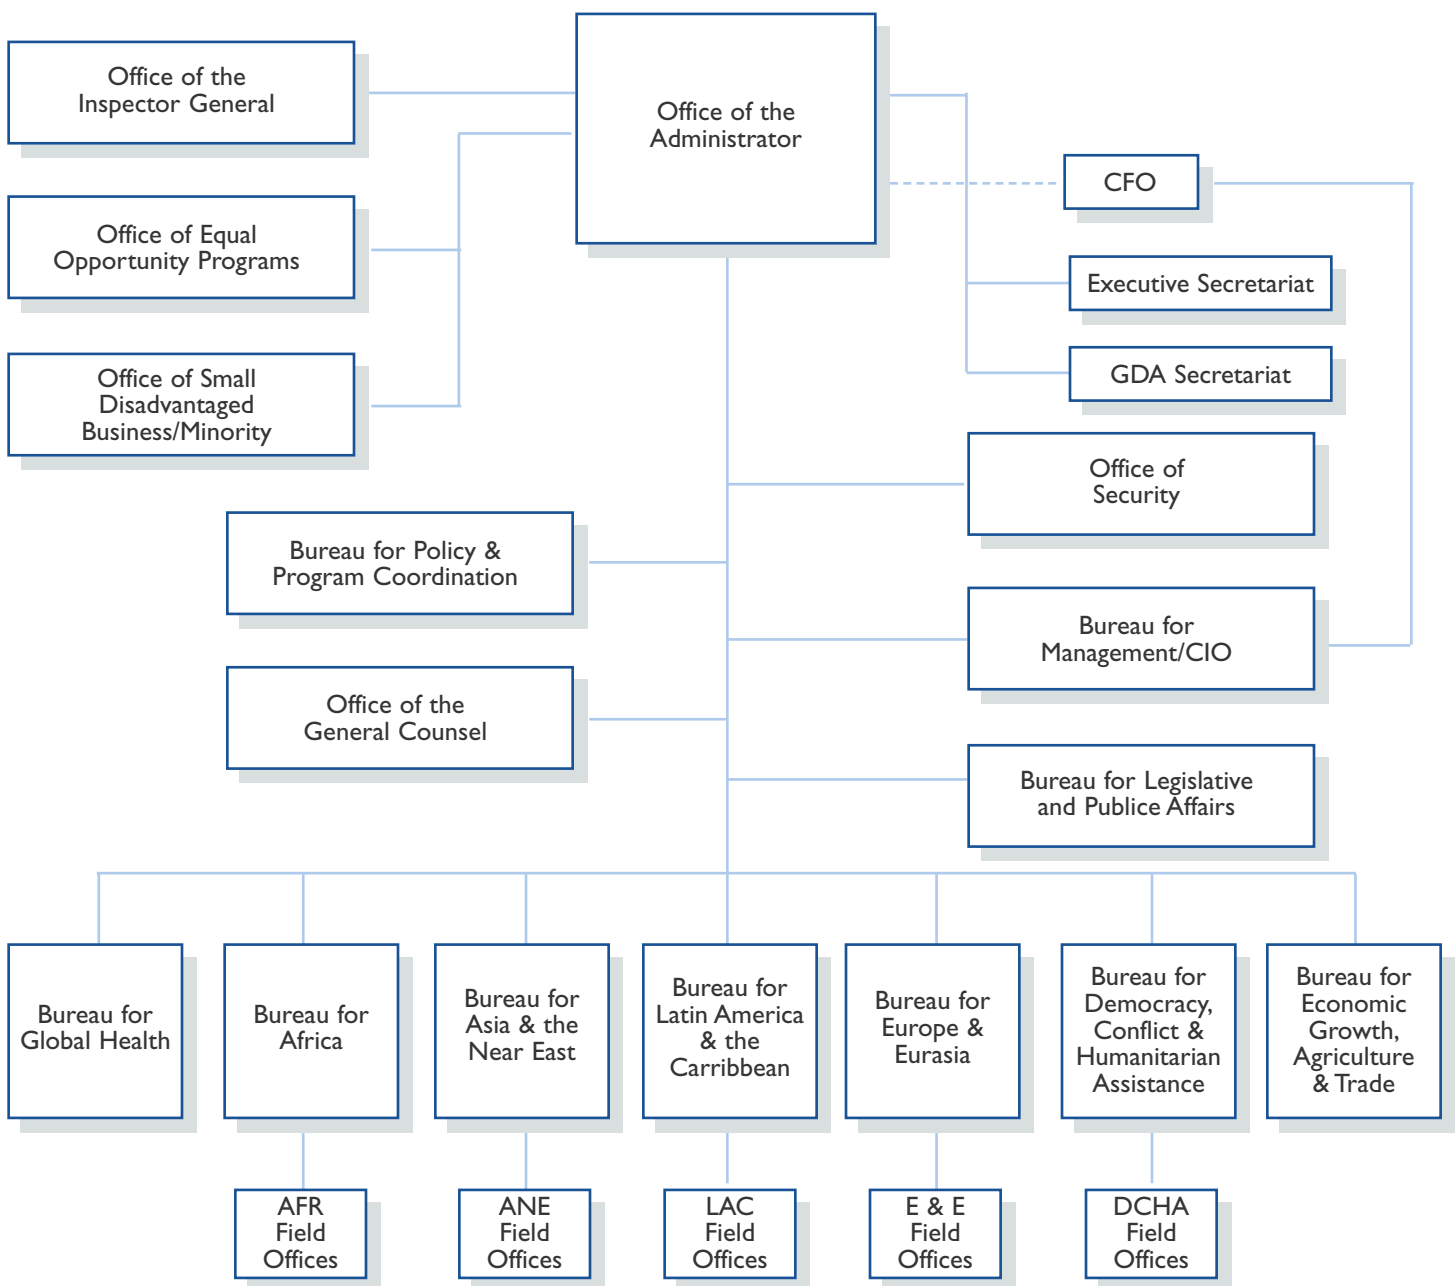 Office of the
Inspector General
Office of the
Administrator
CFO
Office of Equal
Opportunity Programs
Executive Secretariat
Office of Small
Disadvantaged
Business/Minority
GDA Secretariat
Office of
Security
Bureau for Policy &
Program Coordination
Bureau for
Management/CIO
Office of the
General Counsel
Bureau for Legislative
and Publice Affairs
Bureau for
Global Health
Bureau for
Africa
Bureau for
Asia & the
Near East
Bureau for
Latin America
& the
Carribbean
Bureau for
Europe &
Eurasia
Bureau for
Democracy,
Conflict &
Humanitarian
Assistance
Bureau for
Economic
Growth,
Agriculture
& Trade
AFR
Field
Offices
ANE
Field
Offices
LAC
Field
Offices
E & E
Field
Offices
DCHA
Field
Offices